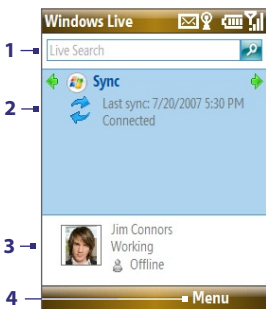 Windows Live
1
Live Search
Sync
2
Last sync: 7/20/2007 5:30 PM
Connected
Jim Connors
3
Working
Offline
4
Menu